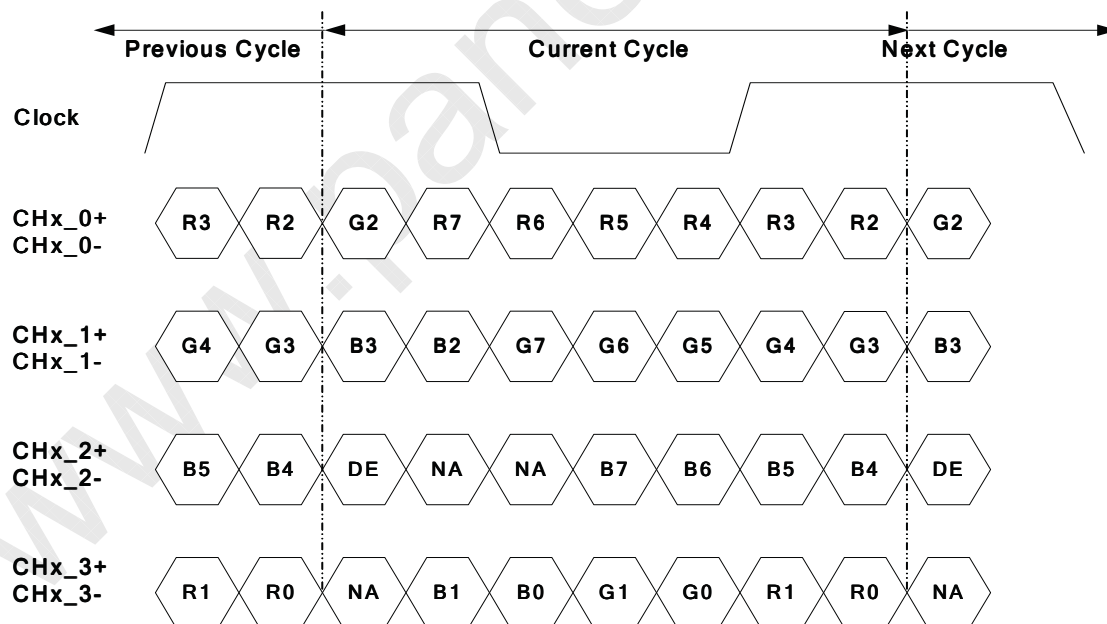 Previous Cycle Current Cycle Next Cycle
Clock
CHx_0+
CHx_0-
R3 R2 G2 R7 R6 R5 R4 R3 R2 G2
CHx_1+
CHx_1-
G4 G3 B3 B2 G7 G6 G5 G4 G3 B3
CHx_2+
CHx_2-
B5 B4 DE NA NA B7 B6 B5 B4 DE
CHx_3+
CHx_3-
R1 R0 NA B1 B0 G1 G0 R1 R0 NA
www.pan